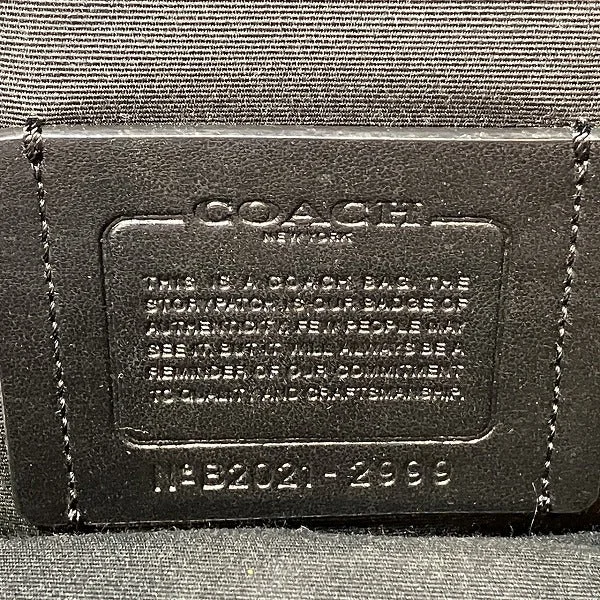 COACH
NEW YORK
THIS IS A COACH BAG. THE
STORYPATCH IS OUR BADGE OF
AUTHENTICITY. FEW PEOPLE MAY
SEE IT, BUT IT WILL ALWAYS BE A
REMINDER OF OUR COMMITMENT
TO QUALITY AND CRAFTSMANSHIP.
Nº B2021-2999